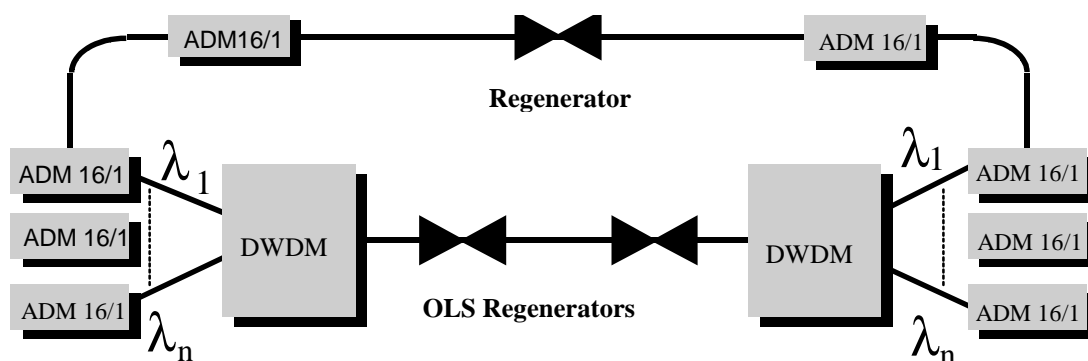 ADM16/1
ADM 16/1
Regenerator
ADM 16/1
λ1
λ1
ADM 16/1
ADM 16/1
DWDM
DWDM
ADM 16/1
ADM 16/1
OLS Regenerators
ADM 16/1
λn
λn